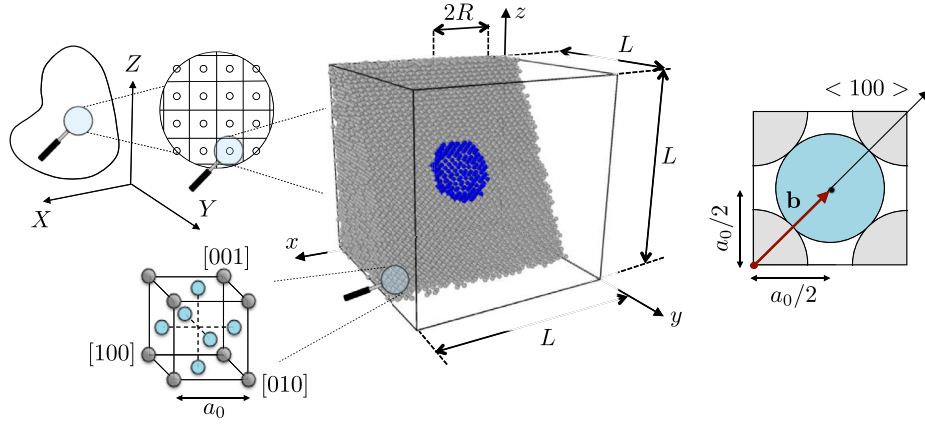 2R
z
L
Z
< 100 >
L
b
a₀/2
X
Y
x
[001]
a₀/2
y
L
[100]
[010]
a₀